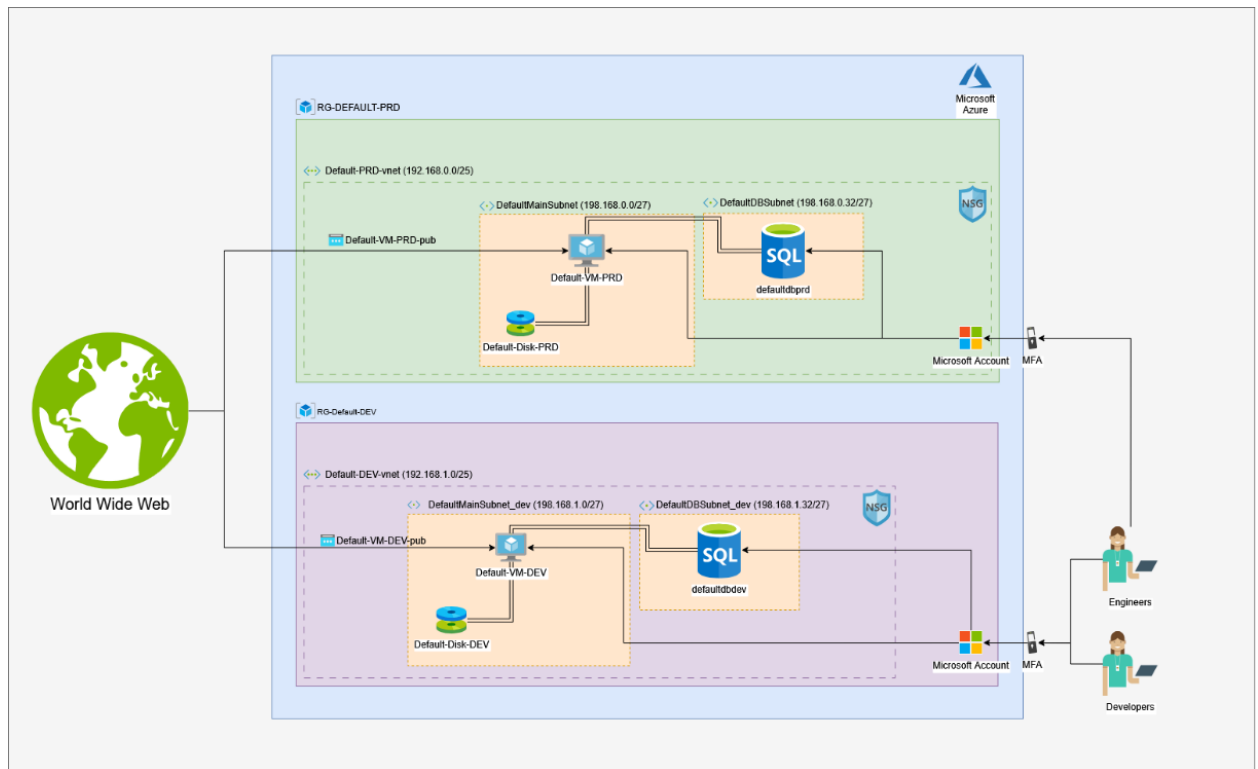 Microsoft
Azure
RG-DEFAULT-PRD
Default-PRD-vnet (192.168.0.0/25)
NSG
DefaultMainSubnet (198.168.0.0/27)
DefaultDBSubnet (198.168.0.32/27)
Default-VM-PRD-pub
SQL
Default-VM-PRD
defaultdbprd
Default-Disk-PRD
Microsoft Account
MFA
World Wide Web
RG-Default-DEV
Default-DEV-vnet (192.168.1.0/25)
NSG
DefaultMainSubnet_dev (198.168.1.0/27)
DefaultDBSubnet_dev (198.168.1.32/27)
Default-VM-DEV-pub
SQL
Default-VM-DEV
defaultdbdev
Default-Disk-DEV
Microsoft Account
MFA
Engineers
Developers